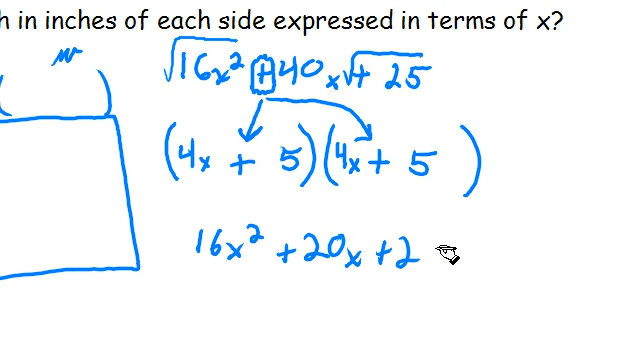 h in inches of each side expressed in terms of x?
√16x² + 40x √+ 25
(4x + 5)(4x + 5 )
16x² + 20x + 2